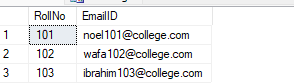 RollNo EmailID
1 101 noel101@college.com
2 102 wafa102@college.com
3 103 ibrahim103@college.com